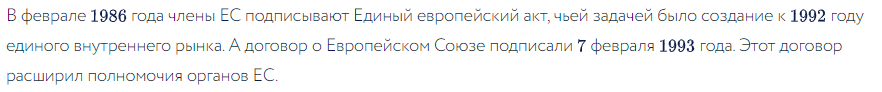 В феврале 1986 года члены ЕС подписывают Единый европейский акт, чьей задачей было создание к 1992 году
единого внутреннего рынка. А договор о Европейском Союзе подписали 7 февраля 1993 года. Этот договор
расширил полномочия органов ЕС.